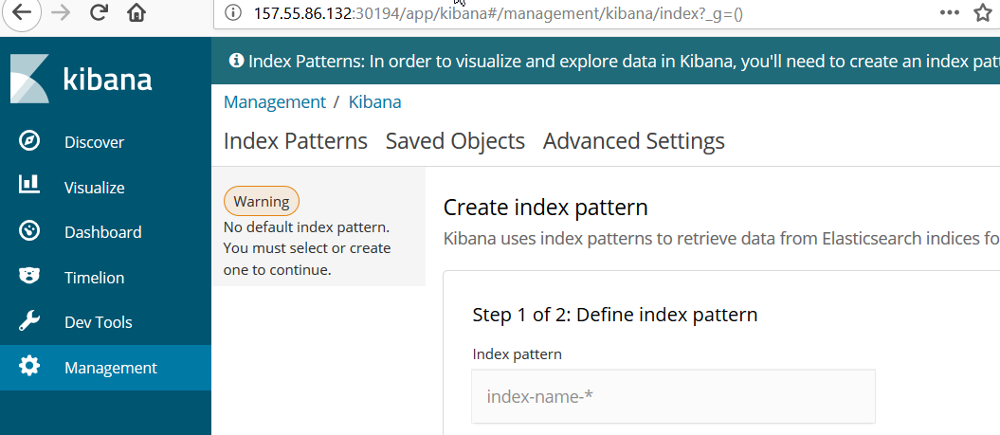 157.55.86.132:30194/app/kibana#/management/kibana/index?_g=()
kibana
Discover
Visualize
Dashboard
Timelion
Dev Tools
Management
Index Patterns: In order to visualize and explore data in Kibana, you'll need to create an index pat
Management / Kibana
Index Patterns Saved Objects Advanced Settings
Warning
No default index pattern.
You must select or create
one to continue.
Create index pattern
Kibana uses index patterns to retrieve data from Elasticsearch indices fo
Step 1 of 2: Define index pattern
Index pattern
index-name-*